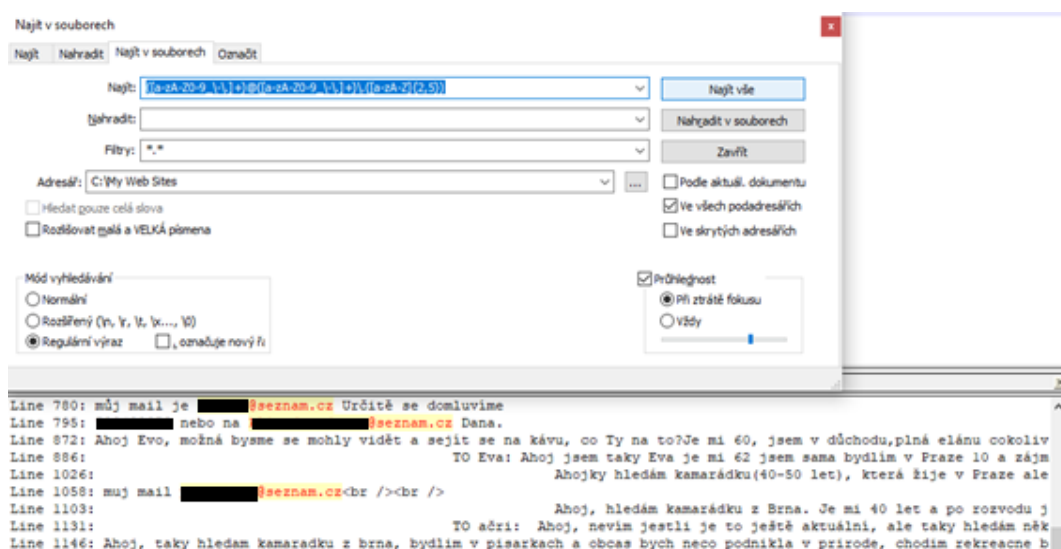 Najít v souborech
x
Najít Nahradit Najít v souborech Označit
Najít: ([a-zA-Z0-9_\-\.]+)@([a-zA-Z0-9_\-\.]+)\.([a-zA-Z]{2,5}) Najít vše
Nahradit: Nahradit v souborech
Filtry: *.* Zavřít
Adresář: C:\My Web Sites ... Podle aktuál. dokumentu
Hledat pouze celá slova Ve všech podadresářích
Rozlišovat malá a VELKÁ písmena Ve skrytých adresářích
Mód vyhledávání Průhlednost
Normální Při ztrátě fokusu
Rozšířený (\n, \r, \t, \x..., \0) Vždy
Regulární výraz . označuje nový ř
Line 780: můj mail je @seznam.cz Určitě se domluvíme
Line 795: nebo na @seznam.cz Dana.
Line 872: Ahoj Evo, možná bysme se mohly vidět a sejít se na kávu, co Ty na to?Je mi 60, jsem v důchodu,plná elánu cokoliv
Line 886: TO Eva: Ahoj jsem taky Eva je mi 62 jsem sama bydlím v Praze 10 a zájm
Line 1026: Ahojky hledám kamarádku(40-50 let), která žije v Praze ale
Line 1058: muj mail @seznam.cz<br /><br />
Line 1103: Ahoj, hledám kamarádku z Brna. Je mi 40 let a po rozvodu j
Line 1131: TO ačri: Ahoj, nevím jestli je to ještě aktuální, ale taky hledám něk
Line 1146: Ahoj, taky hledam kamaradku z brna, bydlim v pisarkach a obcas bych neco podnikla v prirode, chodim rekreacne b